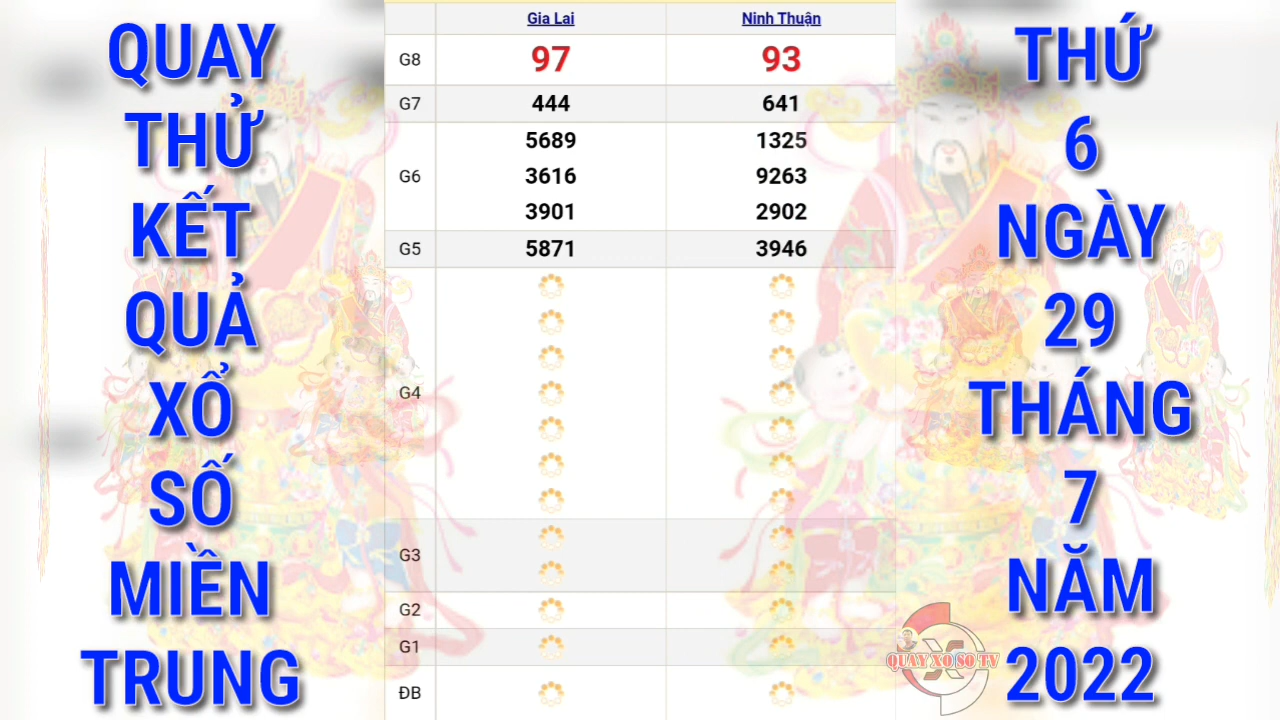 QUAY
THỬ
KẾT
QUẢ
XỔ
SỐ
MIỀN
TRUNG
Gia Lai Ninh Thuận
G8 97 93
G7 444 641
G6
5689 1325
3616 9263
3901 2902
G5 5871 3946
G4
G3
G2
G1
ĐB
THỨ
6
NGÀY
29
THÁNG
7
NĂM
2022
QUAY XO SO TV